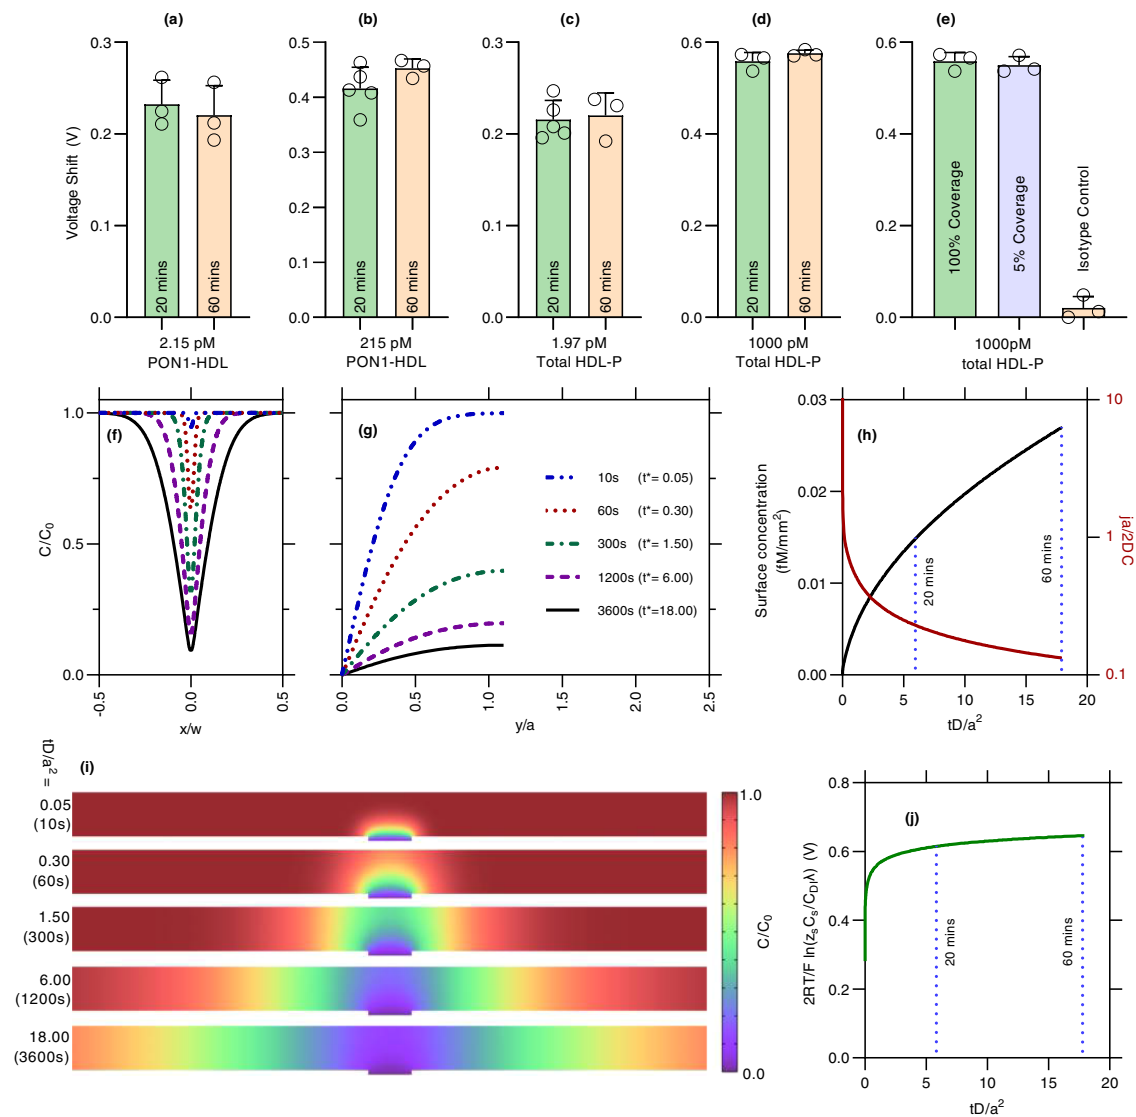 (a)
(b)
(c)
(d)
(e)
Voltage Shift (V)
0.3
0.2
0.1
0.0
20 mins
60 mins
2.15 pM
PON1-HDL
0.5
0.4
0.3
0.2
0.1
0.0
20 mins
60 mins
215 pM
PON1-HDL
0.3
0.2
0.1
0.0
20 mins
60 mins
1.97 pM
Total HDL-P
0.6
0.4
0.2
0.0
20 mins
60 mins
1000 pM
Total HDL-P
0.6
0.4
0.2
0.0
100% Coverage
5% Coverage
Isotype Control
1000pM
total HDL-P
(f)
C/C0
1.0
0.5
0.00
-0.5
0.0
0.5
x/w
(g)
10s (t*= 0.05)
60s (t*= 0.30)
300s (t*= 1.50)
1200s (t*= 6.00)
3600s (t*=18.00)
0.0
0.5
1.0
1.5
2.0
2.5
y/a
(h)
Surface concentration
(fM/mm2)
0.03
0.02
0.01
0.00
20 mins
60 mins
10
1
0.1
ja/2DC
0
5
10
15
20
tD/a2
(i)
tD/a2 =
0.05
(10s)
0.30
(60s)
1.50
(300s)
6.00
(1200s)
18.00
(3600s)
1.0
C/C0
0.0
(j)
2RT/F ln(zsCs/CDlλ) (V)
0.8
0.6
0.4
0.2
0.0
20 mins
60 mins
0
5
10
15
20
tD/a2